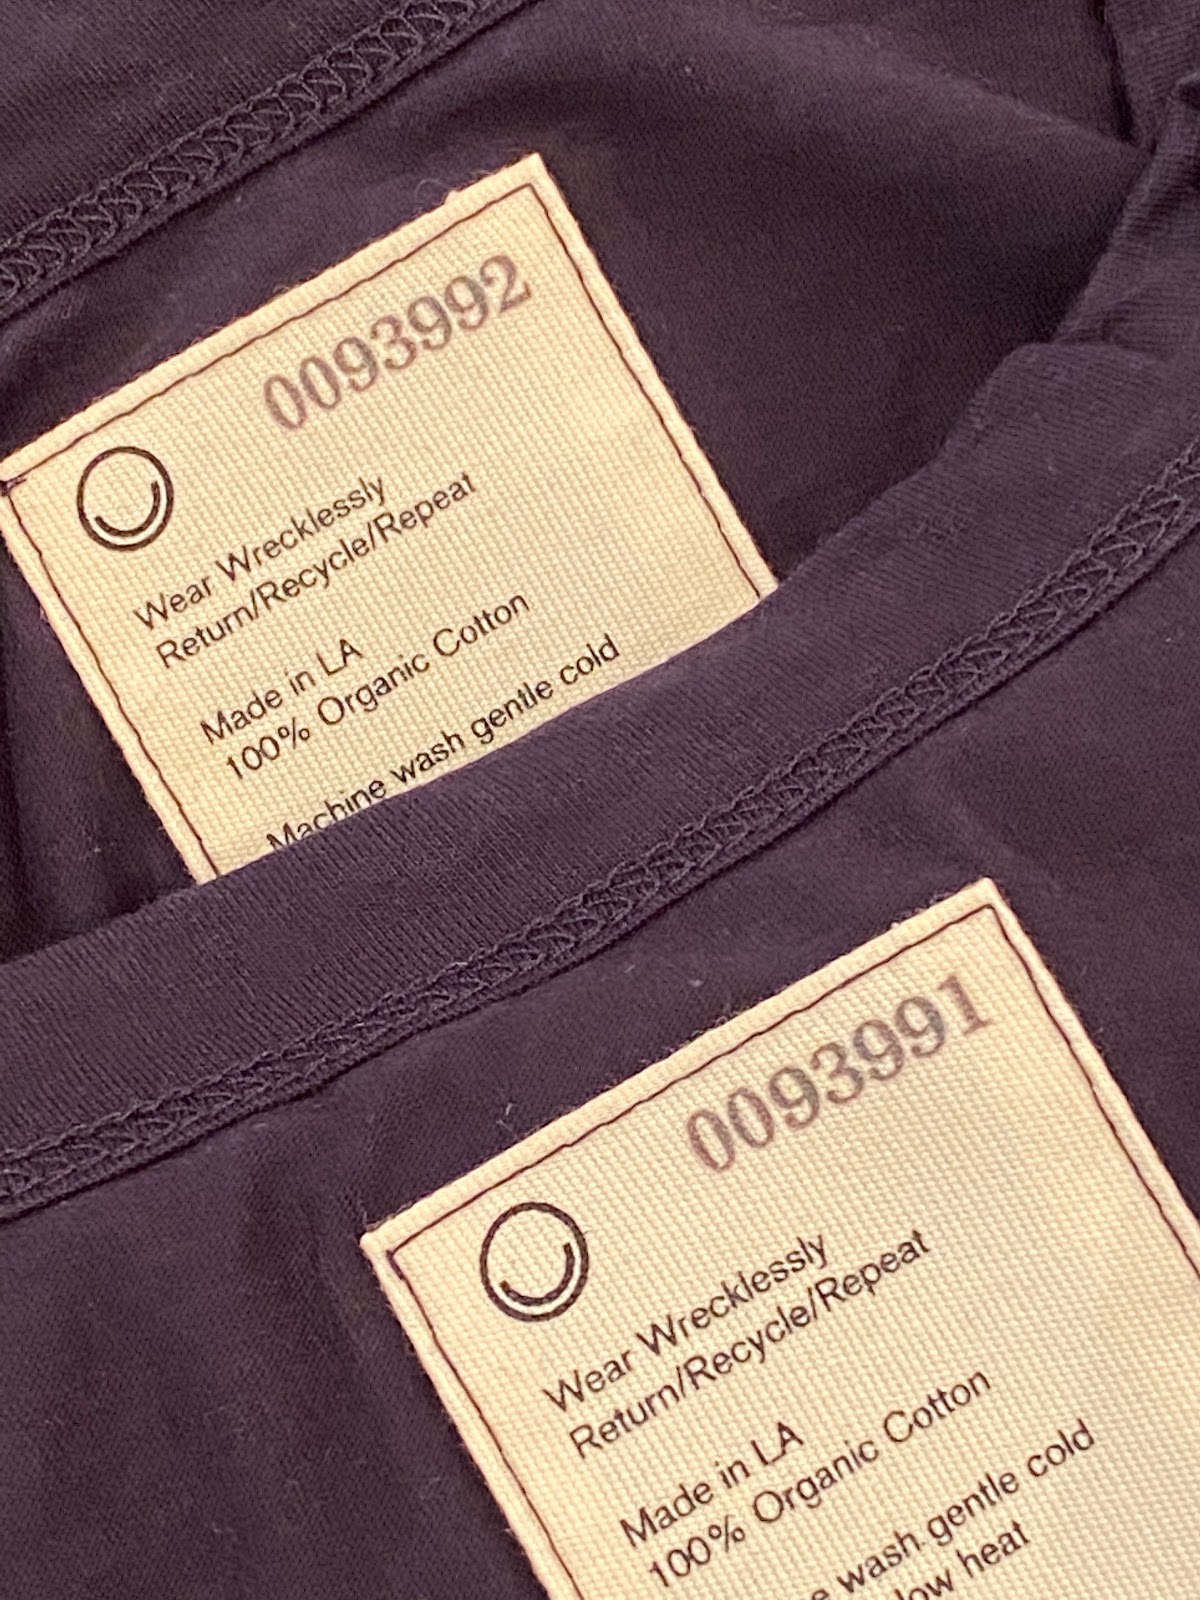 0093992
Wear Wrecklessly
Return/Recycle/Repeat
Made in LA
100% Organic Cotton
Machine wash gentle cold
0093991
Wear Wrecklessly
Return/Recycle/Repeat
Made in LA
100% Organic Cotton
wash gentle cold
low heat